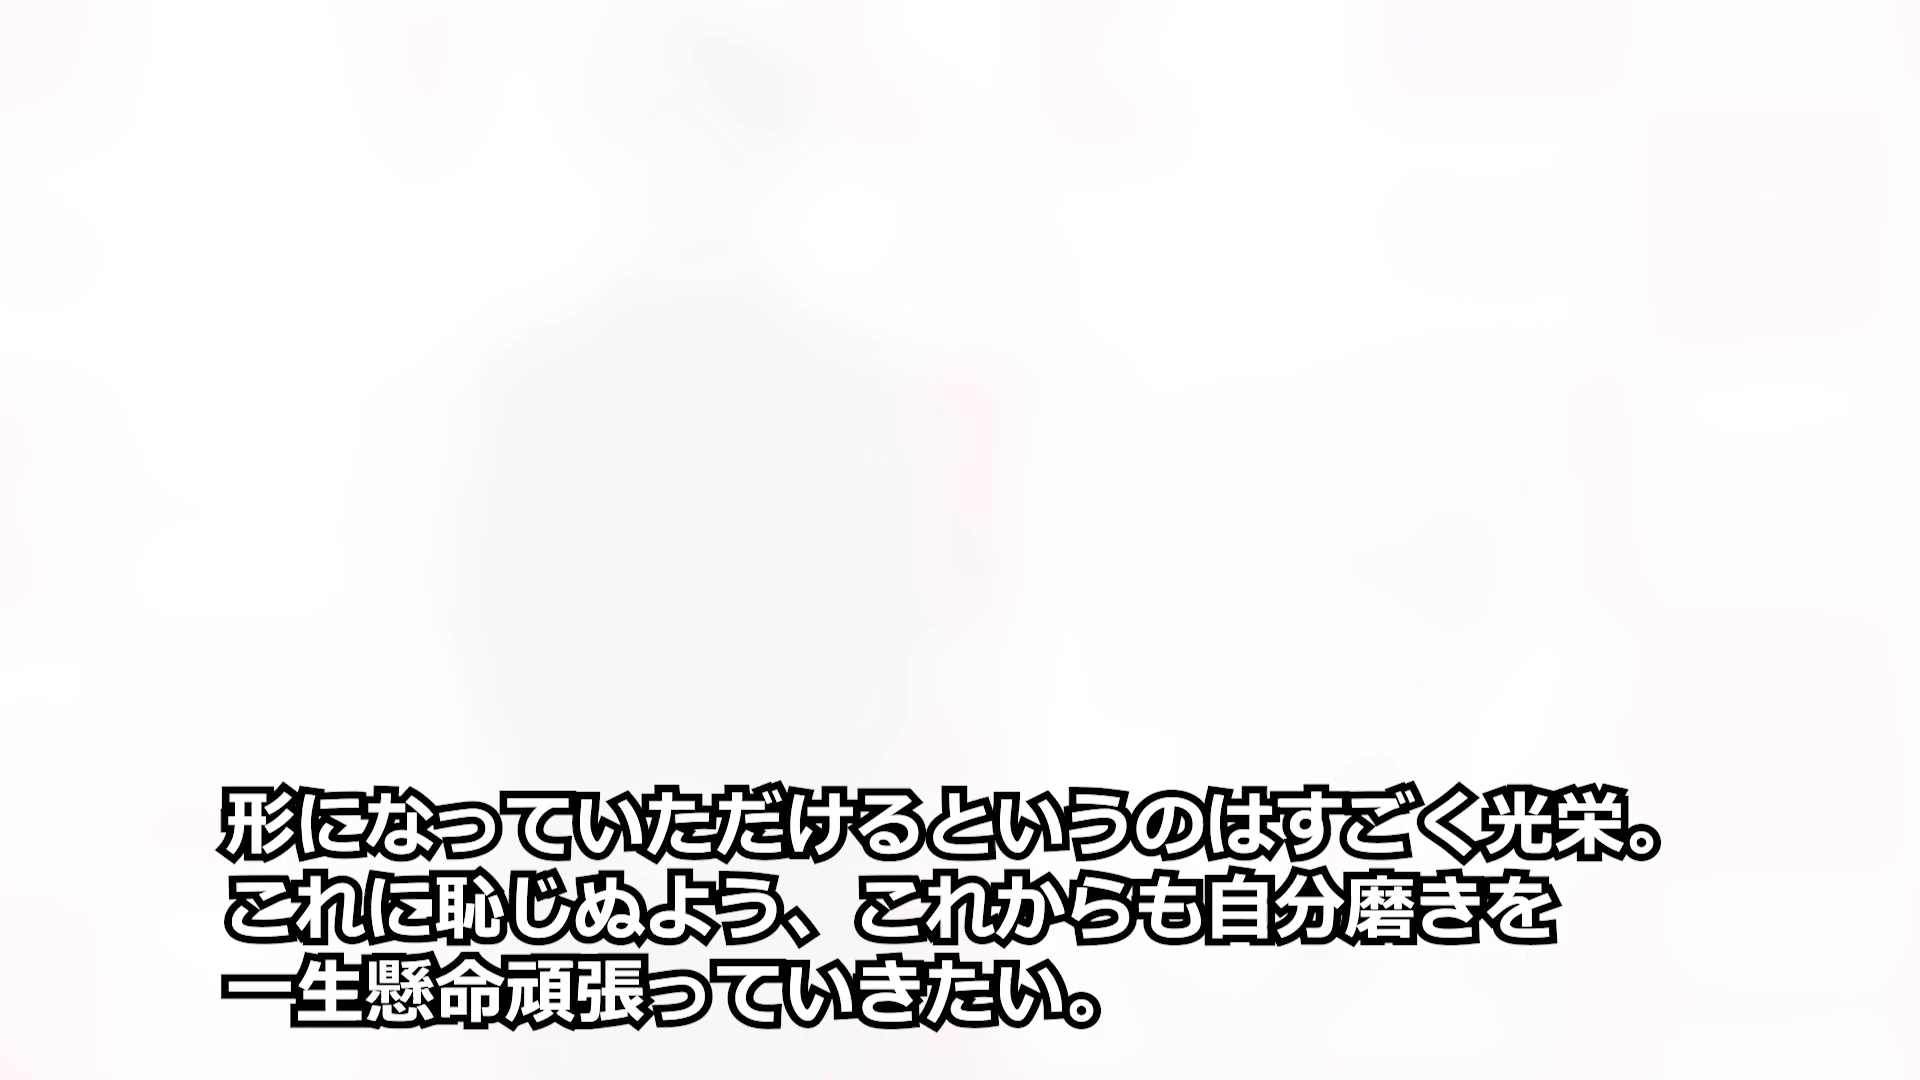 形になっていただけるというのはすごく光栄。
これに恥じぬよう、これからも自分磨きを
一生懸命頑張っていきたい。